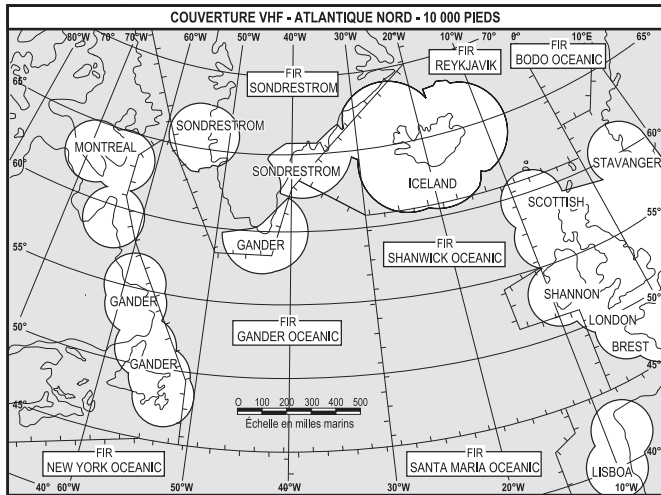 COUVERTURE VHF - ATLANTIQUE NORD - 10 000 PIEDS
80°W 70°W 60°W 50°W 40°W 30°W 20°W 10°W 70° 0° 10°E 65°
FIR
SONDRESTROM
FIR
REYKJAVIK
FIR
BODO OCEANIC
65°
60°
55°
50°
45°
MONTREAL
SONDRESTROM
SONDRESTROM
ICELAND
STAVANGER
SCOTTISH
GANDER
FIR
SHANWICK OCEANIC
SHANNON
LONDON
BREST
GANDER
FIR
GANDER OCEANIC
GANDER
O 100 200 300 400 500
Échelle en milles marins
60°
55°
50°
45°
40°
FIR
NEW YORK OCEANIC
FIR
SANTA MARIA OCEANIC
LISBOA
40° 60°W 50°W 40°W 30°W 20°W 10°W